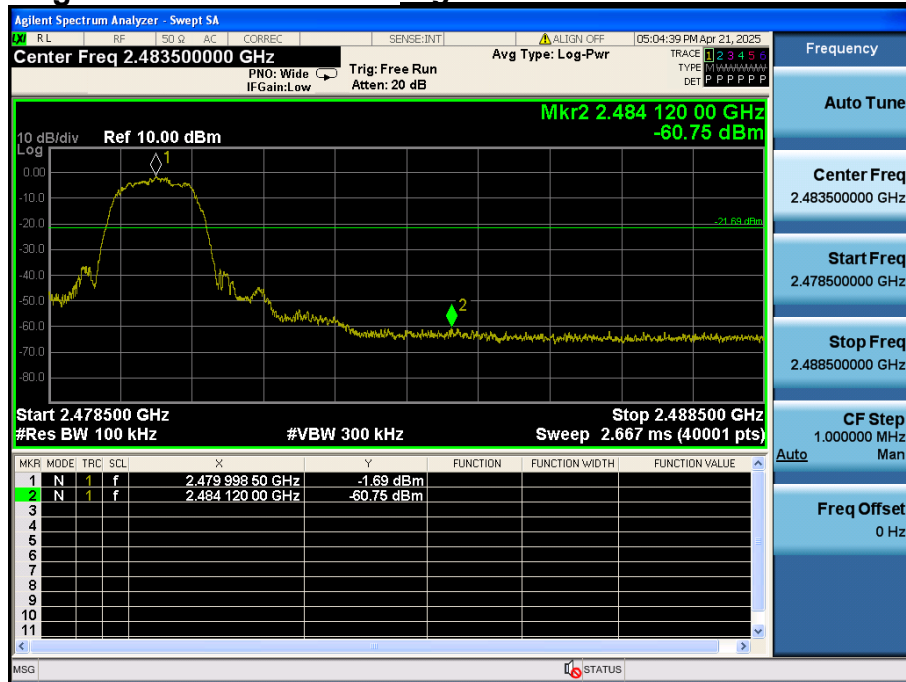 Agilent Spectrum Analyzer - Swept SA
LXI RL RF 50 Ω AC CORREC SENSE:INT ALIGN OFF 05:04:39 PM Apr 21, 2025
Center Freq 2.483500000 GHz
PNO: Wide
IFGain:Low
Trig: Free Run
Atten: 20 dB
Avg Type: Log-Pwr
TRACE 1 2 3 4 5 6
TYPE M WWWWW
DET P P P P P P
Frequency
Auto Tune
Center Freq
2.483500000 GHz
Start Freq
2.478500000 GHz
Stop Freq
2.488500000 GHz
CF Step
1.000000 MHz
Auto Man
Freq Offset
0 Hz
Mkr2 2.484 120 00 GHz
-60.75 dBm
10 dB/div Ref 10.00 dBm
Log
0.00
-10.0
-20.0
-30.0
-40.0
-50.0
-60.0
-70.0
-80.0
1
-21.69 dBm
2
Start 2.478500 GHz Stop 2.488500 GHz
#Res BW 100 kHz #VBW 300 kHz Sweep 2.667 ms (40001 pts)
MKR MODE TRC SCL X Y FUNCTION FUNCTION WIDTH FUNCTION VALUE
1 N 1 f 2.479 998 50 GHz -1.69 dBm
2 N 1 f 2.484 120 00 GHz -60.75 dBm
3
4
5
6
7
8
9
10
11
MSG STATUS